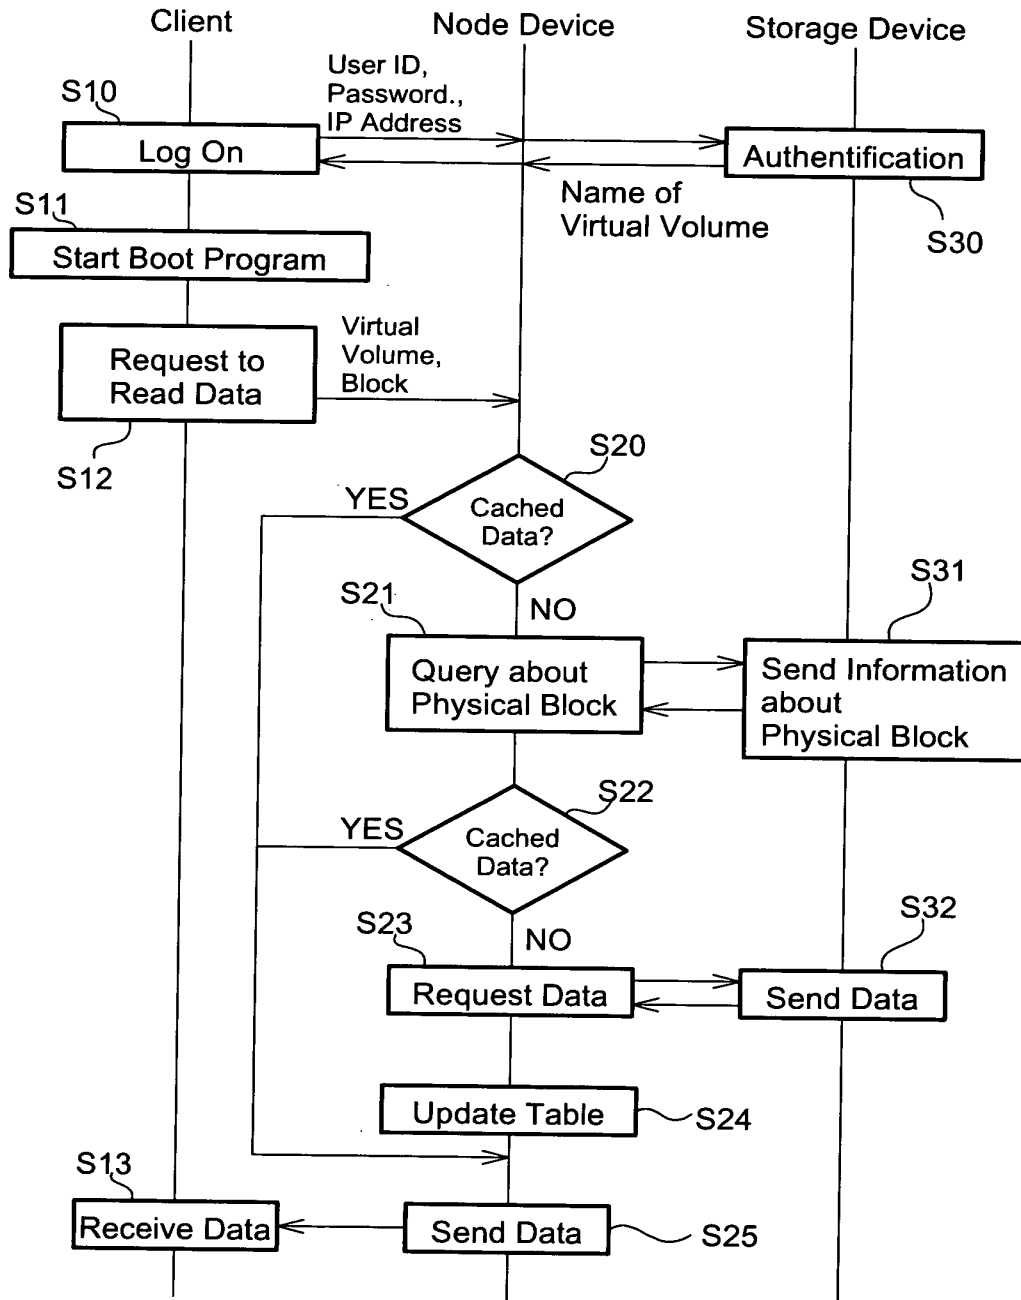 Client
Node Device
Storage Device
User ID,
Password.,
IP Address
S10
Log On
Authentification
Name of
Virtual Volume
S30
S11
Start Boot Program
Virtual
Volume,
Block
Request to
Read Data
S12
S20
YES
Cached
Data?
NO
S21
S31
Query about
Physical Block
Send Information
about
Physical Block
S22
YES
Cached
Data?
NO
S23
S32
Request Data
Send Data
Update Table
S24
S13
Receive Data
Send Data
S25